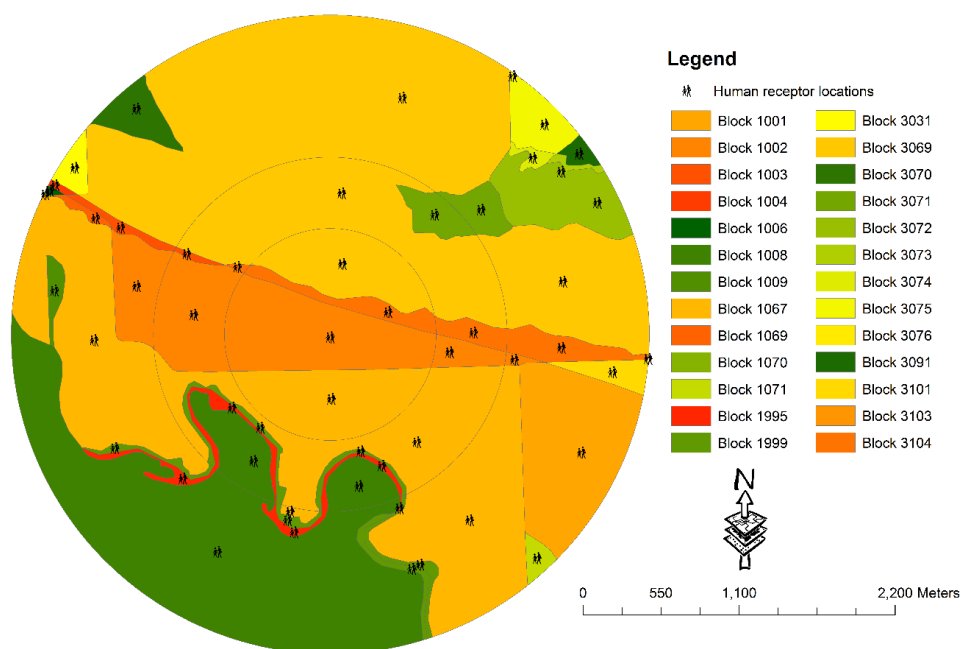 Legend
Human receptor locations
Block 1001
Block 1002
Block 1003
Block 1004
Block 1006
Block 1008
Block 1009
Block 1067
Block 1069
Block 1070
Block 1071
Block 1995
Block 1999
Block 3031
Block 3069
Block 3070
Block 3071
Block 3072
Block 3073
Block 3074
Block 3075
Block 3076
Block 3091
Block 3101
Block 3103
Block 3104
N
0 550 1,100 2,200 Meters